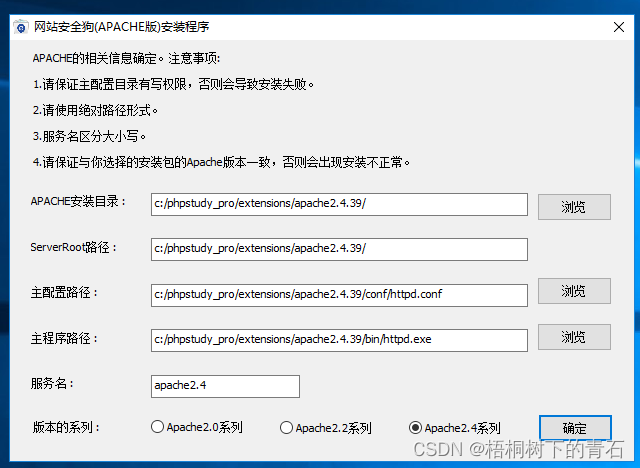 网站安全狗(APACHE版)安装程序
APACHE的相关信息确定。注意事项:
1.请保证主配置目录有写权限，否则会导致安装失败。
2.请使用绝对路径形式。
3.服务名区分大小写。
4.请保证与你选择的安装包的Apache版本一致，否则会出现安装不正常。
APACHE安装目录： c:/phpstudy_pro/extensions/apache2.4.39/ 浏览
ServerRoot路径： c:/phpstudy_pro/extensions/apache2.4.39/
主配置路径： c:/phpstudy_pro/extensions/apache2.4.39/conf/httpd.conf 浏览
主程序路径： c:/phpstudy_pro/extensions/apache2.4.39/bin/httpd.exe 浏览
服务名： apache2.4
版本的系列： Apache2.0系列 Apache2.2系列 Apache2.4系列 确定
CSDN @梧桐树下的青石